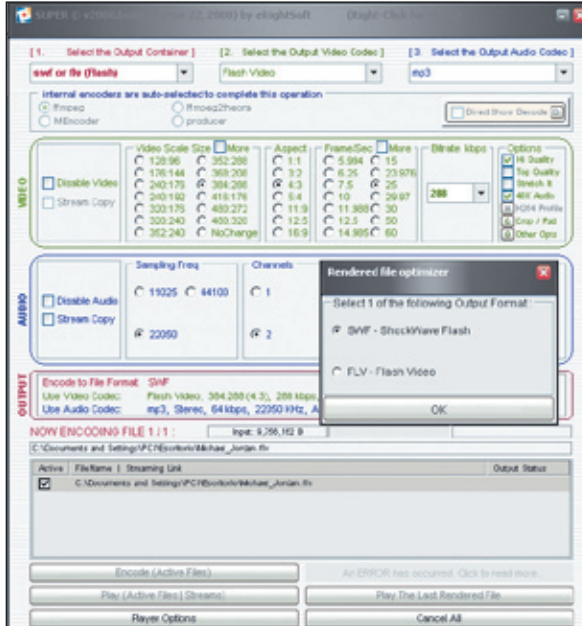 SUPER © by eRightSoft (Right-Click
[ 1. Select the Output Container ] [ 2. Select the Output Video Codec ] [ 3. Select the Output Audio Codec ]
swf or flv (Flash) Flash Video mp3
internal encoders are auto-selected to complete this operation
ffmpeg ffmpeg2theora DirectShow Decode
MEncoder producer
VIDEO
Disable Video
Stream Copy
Video Scale Size More
128:96 352:288
176:144 368:208
240:176 384:288
240:192 416:176
320:176 480:272
320:240 480:320
352:240 NoChange
Aspect
1:1
3:2
4:3
5:4
11:9
12:5
16:9
Frame/Sec More
5.994 15
6.25 23.976
7.5 25
10 29.97
11.988 30
12.5 50
14.985 60
Bitrate kbps
288
Options
Hi Quality
Top Quality
Stretch It
48K Audio
H264 Profile
Crop / Pad
Other Opts
AUDIO
Disable Audio
Stream Copy
Sampling Freq
11025 44100
22050
Channels
1
2
Rendered file optimizer
Select 1 of the following Output Format:
SWF - ShockWave Flash
FLV - Flash Video
OK
OUTPUT
Encode to File Format: SWF
Use Video Codec: Flash Video, 384:288 (4:3), 288 kbps,
Use Audio Codec: mp3, Stereo, 64 kbps, 22050 Hz, A
NOW ENCODING FILE 1 / 1 : Input: 9,766,162 B
C:\Documents and Settings\PC1\Escritorio\Michael_Jordan.flv
Active FileName | Streaming Link Output Status
C:\Documents and Settings\PC1\Escritorio\Michael_Jordan.flv
Encode (Active Files) An ERROR has occurred. Click to read more.
Play (Active Files | Streams) Play The Last Rendered File
Player Options Cancel All